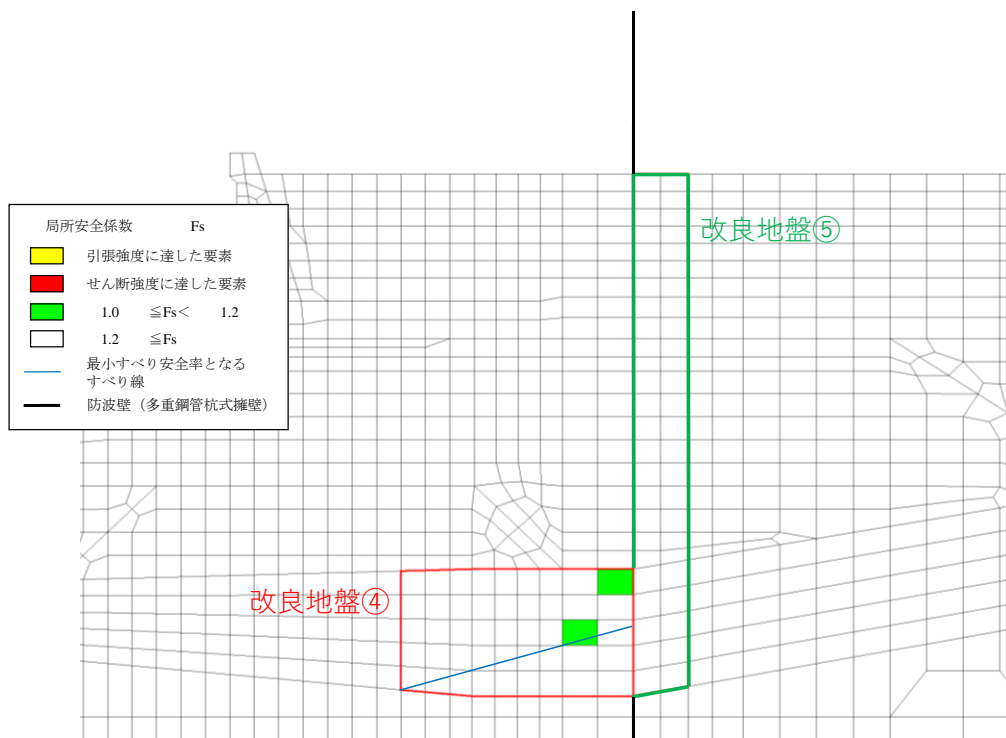 局所安全係数 Fs
引張強度に達した要素
せん断強度に達した要素
1.0 ≦Fs< 1.2
1.2 ≦Fs
最小すべり安全率となる
すべり線
防波壁（多重鋼管杭式擁壁）
改良地盤⑤
改良地盤④